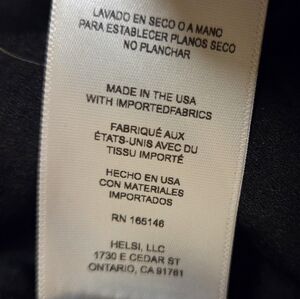 LAVADO EN SECO O A MANO
PARA ESTABLECER PLANOS SECO
NO PLANCHAR
MADE IN THE USA
WITH IMPORTEDFABRICS
FABRIQUÉ AUX
ÉTATS-UNIS AVEC DU
TISSU IMPORTÉ
HECHO EN USA
CON MATERIALES
IMPORTADOS
RN 165146
HELSI, LLC
1730 E CEDAR ST
ONTARIO, CA 91761